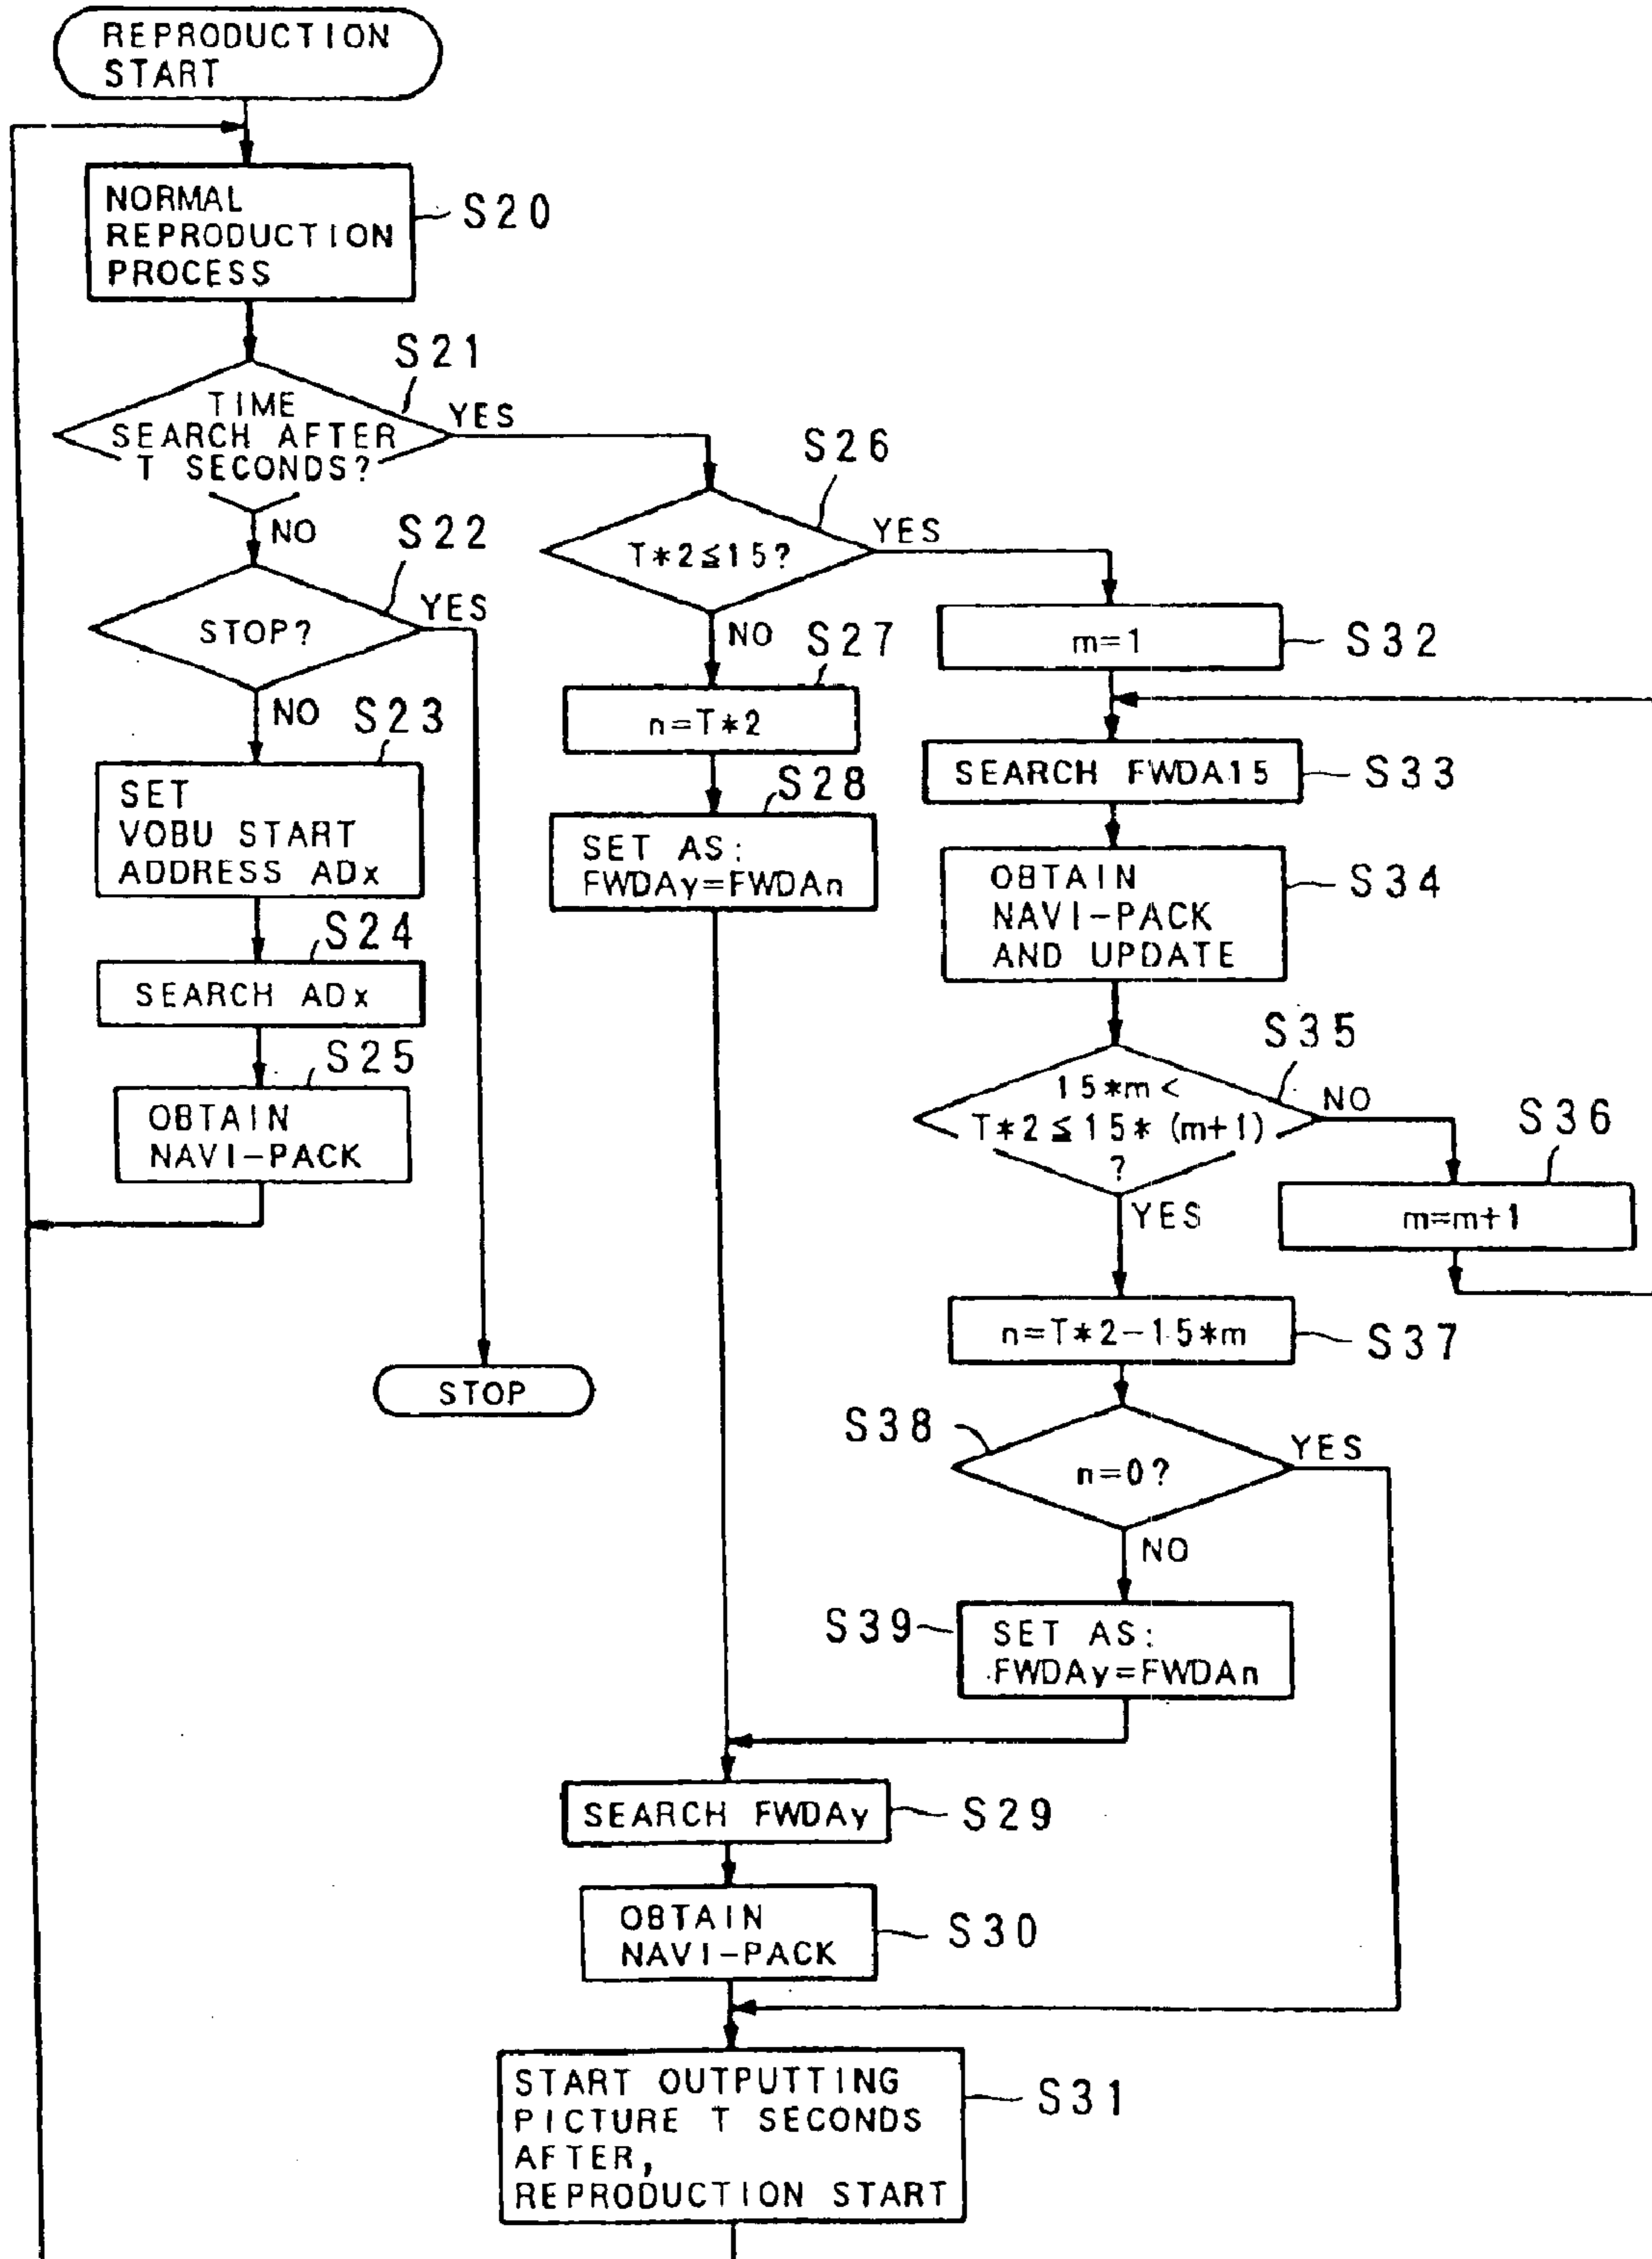 REPRODUCTION
START
NORMAL
REPRODUCTION
PROCESS
S20
S21
TIME
SEARCH AFTER
T SECONDS?
YES
NO
S22
STOP?
YES
NO
S23
SET
VOBU START
ADDRESS ADx
S24
SEARCH ADx
S25
OBTAIN
NAVI-PACK
STOP
S26
T*2≦15?
YES
NO
S27
n=T*2
S28
SET AS:
FWDAy=FWDAn
m=1
S32
SEARCH FWDA15
S33
OBTAIN
NAVI-PACK
AND UPDATE
S34
S35
15*m<
T*2≦15*(m+1)
?
NO
YES
S36
m=m+1
n=T*2-15*m
S37
S38
n=0?
YES
NO
S39
SET AS:
FWDAy=FWDAn
SEARCH FWDAy
S29
OBTAIN
NAVI-PACK
S30
START OUTPUTTING
PICTURE T SECONDS
AFTER,
REPRODUCTION START
S31